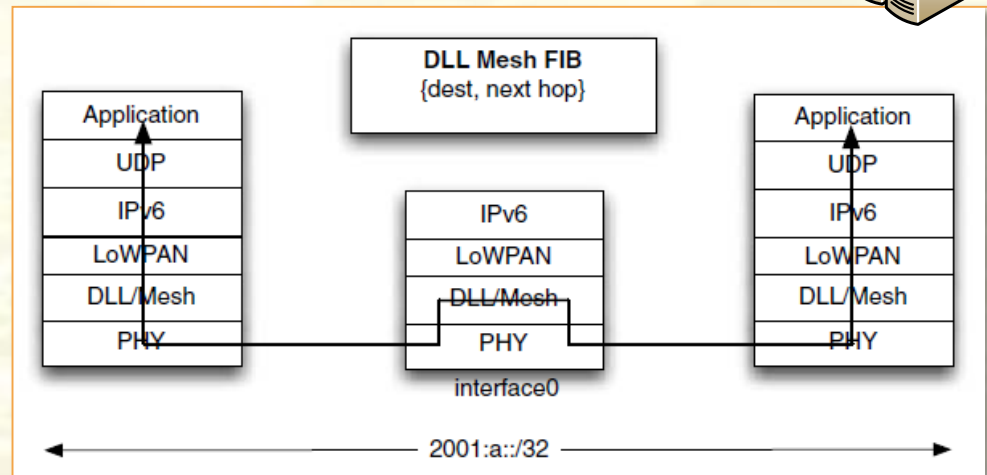 DLL Mesh FIB
{dest, next hop}
Application
UDP
IPv6
LoWPAN
DLL/Mesh
PHY
IPv6
LoWPAN
DLL/Mesh
PHY
interface0
Application
UDP
IPv6
LoWPAN
DLL/Mesh
PHY
2001:a::/32